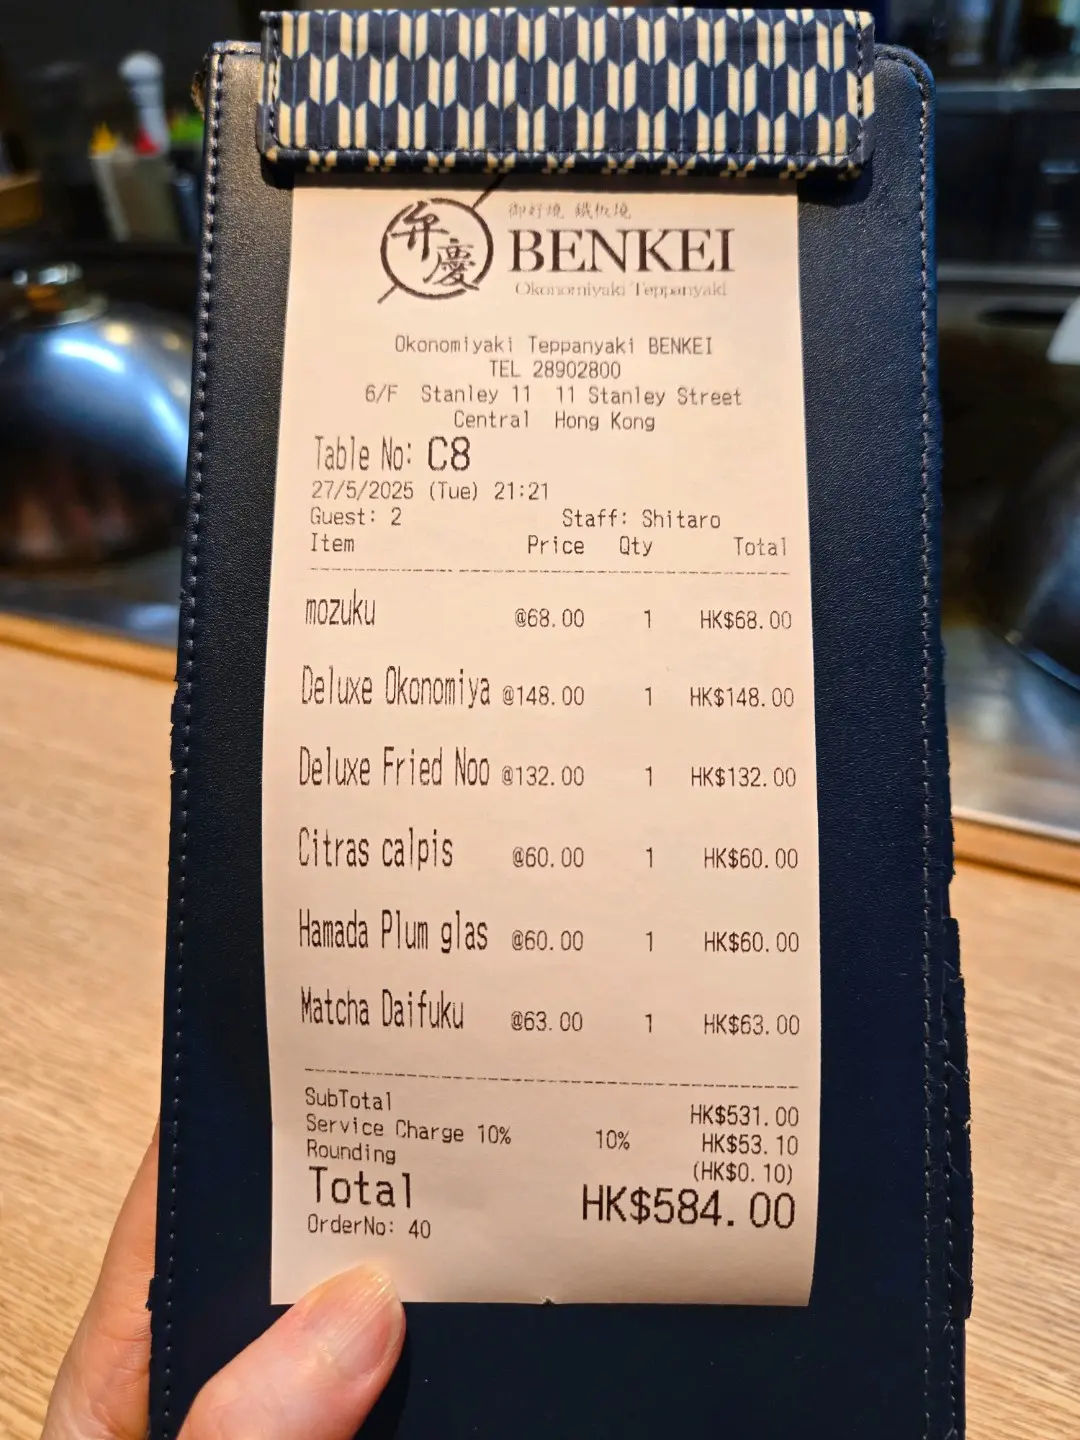 弁慶
御好燒 鐵板燒
BENKEI
Okonomiyaki Teppanyaki
Okonomiyaki Teppanyaki BENKEI
TEL 28902800
6/F Stanley 11 11 Stanley Street
Central Hong Kong
Table No: C8
27/5/2025 (Tue) 21:21
Guest: 2 Staff: Shitaro
Item Price Qty Total
mozuku @68.00 1 HK$68.00
Deluxe Okonomiya @148.00 1 HK$148.00
Deluxe Fried Noo @132.00 1 HK$132.00
Citras calpis @60.00 1 HK$60.00
Hamada Plum glas @60.00 1 HK$60.00
Matcha Daifuku @63.00 1 HK$63.00
SubTotal HK$531.00
Service Charge 10% 10% HK$53.10
Rounding (HK$0.10)
Total HK$584.00
OrderNo: 40